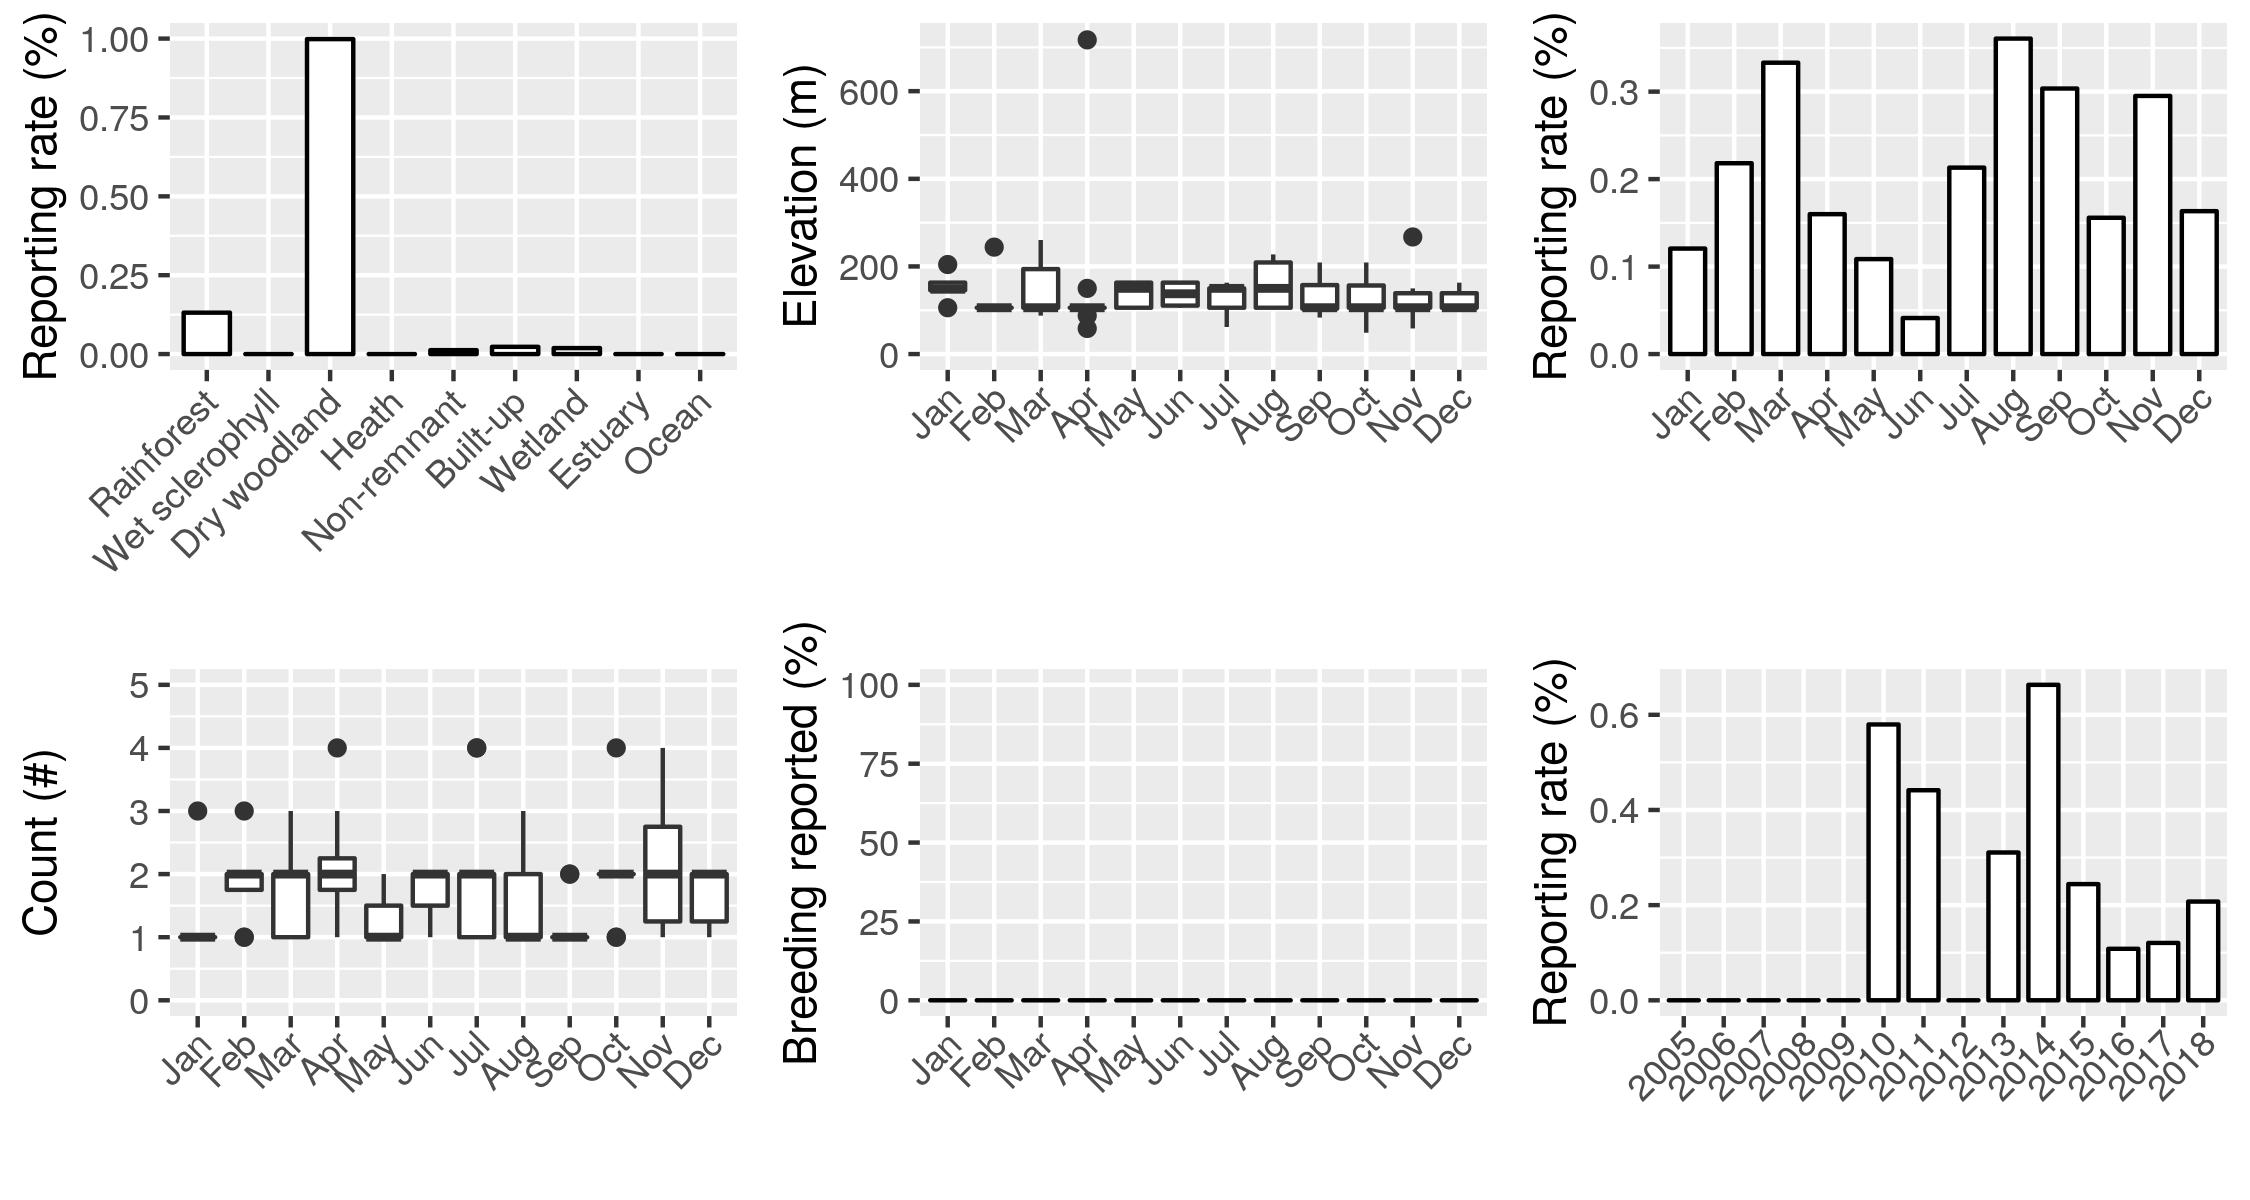 Reporting rate (%)
1.00
0.75
0.50
0.25
0.00
Rainforest
Wet sclerophyll
Dry woodland
Heath
Non-remnant
Built-up
Wetland
Estuary
Ocean
Elevation (m)
600
400
200
0
Jan Feb Mar Apr May Jun Jul Aug Sep Oct Nov Dec
Reporting rate (%)
0.3
0.2
0.1
0.0
Jan Feb Mar Apr May Jun Jul Aug Sep Oct Nov Dec
Count (#)
5
4
3
2
1
0
Jan Feb Mar Apr May Jun Jul Aug Sep Oct Nov Dec
Breeding reported (%)
100
75
50
25
0
Jan Feb Mar Apr May Jun Jul Aug Sep Oct Nov Dec
Reporting rate (%)
0.6
0.4
0.2
0.0
2005 2006 2007 2008 2009 2010 2011 2012 2013 2014 2015 2016 2017 2018